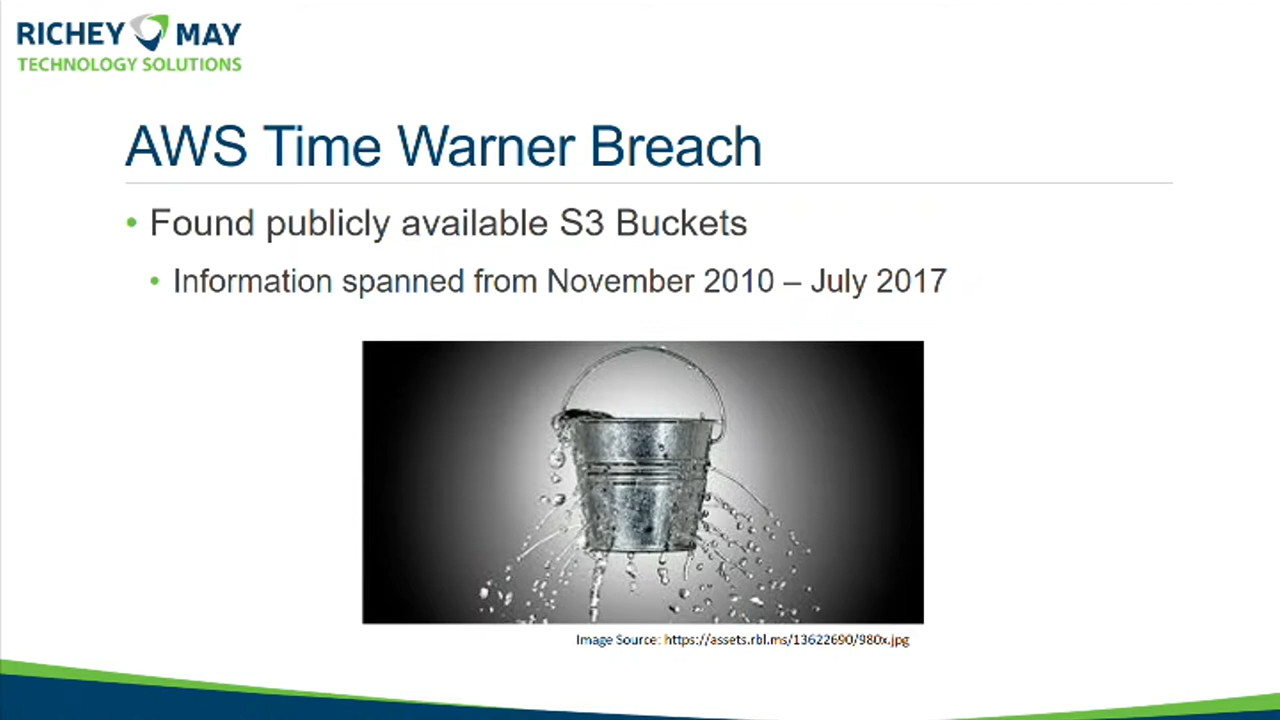 RICHEY MAY
TECHNOLOGY SOLUTIONS
AWS Time Warner Breach
• Found publicly available S3 Buckets
• Information spanned from November 2010 – July 2017
Image Source: https://assets.rbl.ms/13622690/980x.jpg